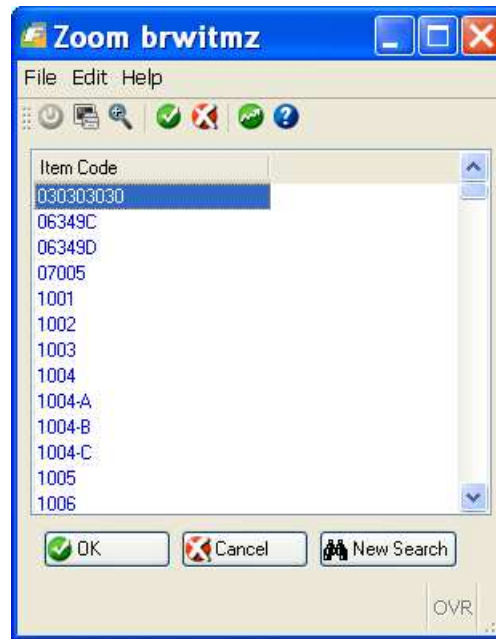 Zoom brwitmz
File Edit Help
Item Code
030303030
06349C
06349D
07005
1001
1002
1003
1004
1004-A
1004-B
1004-C
1005
1006
OK Cancel New Search
OVR